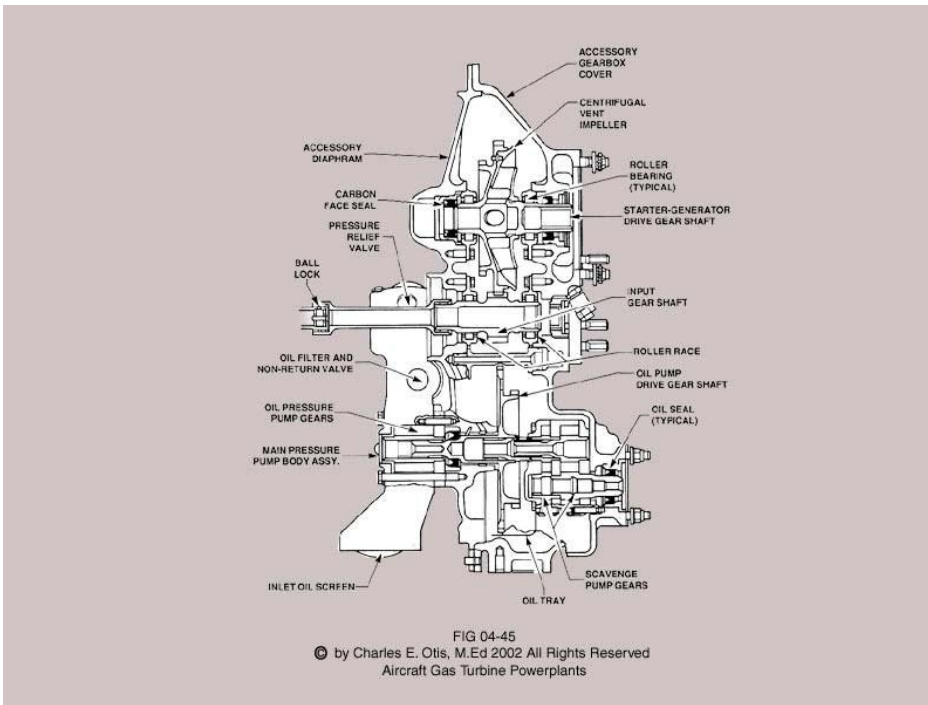 ACCESSORY
GEARBOX
COVER
CENTRIFUGAL
VENT
IMPELLER
ACCESSORY
DIAPHRAM
ROLLER
BEARING
(TYPICAL)
CARBON
FACE SEAL
STARTER-GENERATOR
DRIVE GEAR SHAFT
PRESSURE
RELIEF
VALVE
BALL
LOCK
INPUT
GEAR SHAFT
ROLLER RACE
OIL FILTER AND
NON-RETURN VALVE
OIL PUMP
DRIVE GEAR SHAFT
OIL PRESSURE
PUMP GEARS
OIL SEAL
(TYPICAL)
MAIN PRESSURE
PUMP BODY ASSY.
INLET OIL SCREEN
SCAVENGE
PUMP GEARS
OIL TRAY
FIG 04-45
© by Charles E. Otis, M.Ed 2002 All Rights Reserved
Aircraft Gas Turbine Powerplants